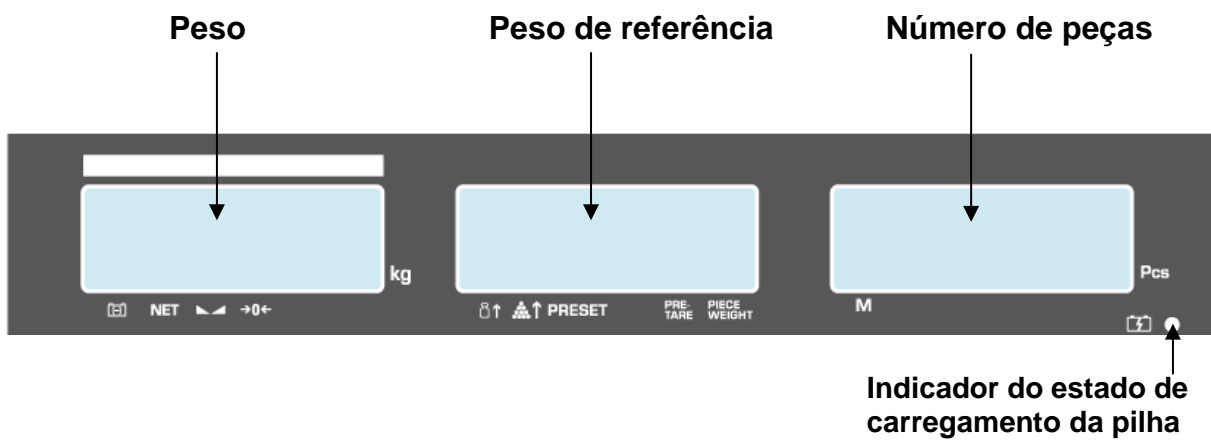 Peso
Peso de referência
Número de peças
kg
Pcs
NET →0←
PRESET
PRE-
TARE
PIECE
WEIGHT
M
Indicador do estado de
carregamento da pilha